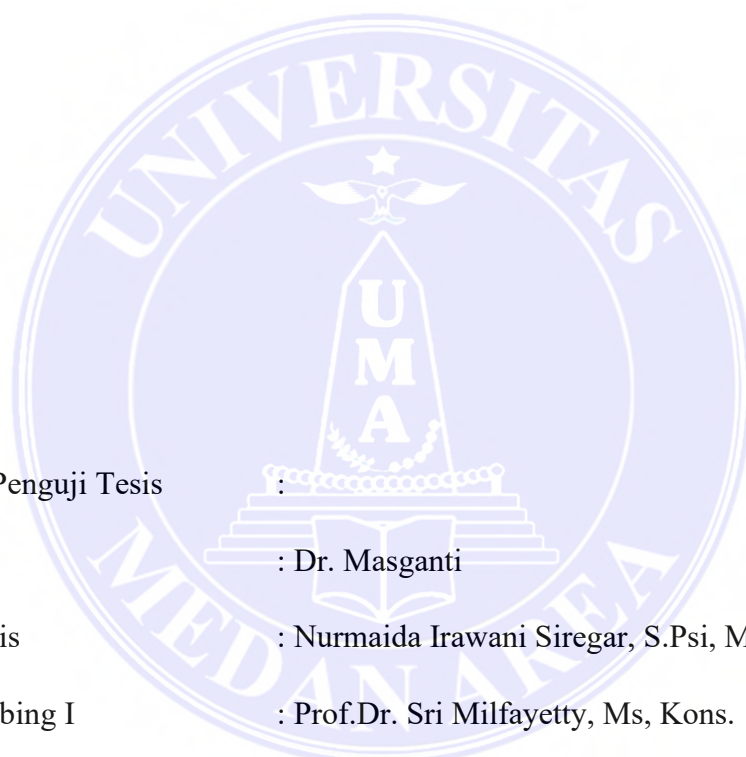 UNIVERSITAS
UMA
Penguji Tesis :
: Dr. Masganti
is : Nurmaida Irawani Siregar, S.Psi, M
bing I : Prof.Dr. Sri Milfayetty, Ms, Kons.
MEDAN AREA